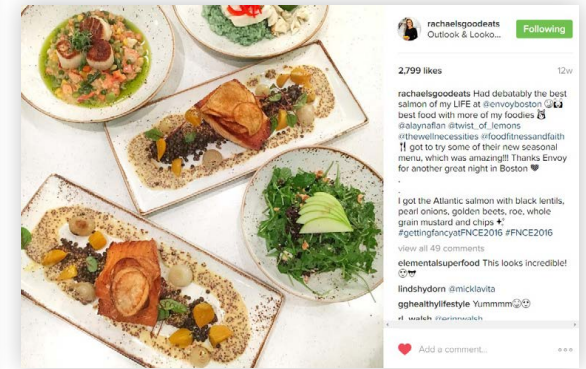 rachaelsgoodeats
Outlook & Looko...
Following
2,799 likes
12w
rachaelsgoodeats Had debatably the best
salmon of my LIFE at @envoyboston
best food with more of my foodies
@alaynaflan @twist_of_lemons
@thewellnecessities @foodfitnessandfaith
I got to try some of their new seasonal
menu, which was amazing!!! Thanks Envoy
for another great night in Boston
.
.
I got the Atlantic salmon with black lentils,
pearl onions, golden beets, roe, whole
grain mustard and chips
#gettingfancyatFNCE2016 #FNCE2016
view all 49 comments
elementalsuperfood This looks incredible!
lindshydorn @micklavita
gghealthylifestyle Yummmm
rl_walsh @erinwalsh
Add a comment...